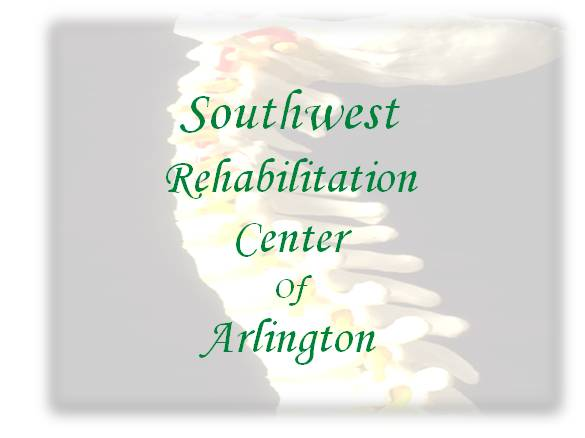 Southwest
Rehabilitation
Center
Of
Arlington